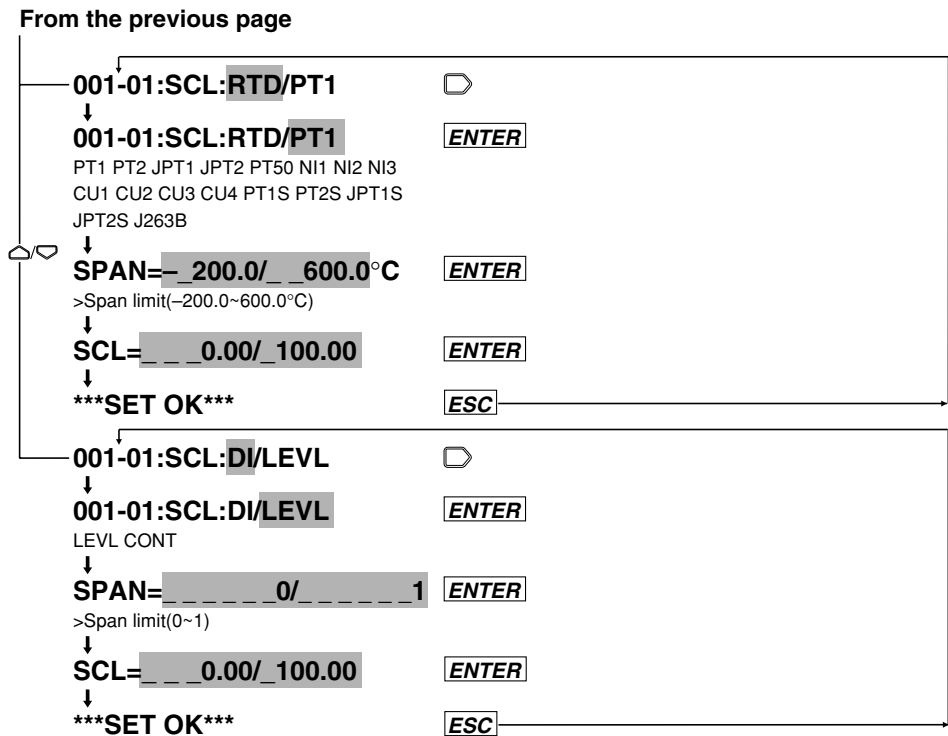 From the previous page
001-01:SCL:RTD/PT1
001-01:SCL:RTD/PT1 ENTER
PT1 PT2 JPT1 JPT2 PT50 NI1 NI2 NI3
CU1 CU2 CU3 CU4 PT1S PT2S JPT1S
JPT2S J263B
/
SPAN=–_200.0/_ _600.0°C ENTER
>Span limit(–200.0~600.0°C)
SCL=_ _ _0.00/_100.00 ENTER
***SET OK*** ESC
001-01:SCL:DI/LEVL
001-01:SCL:DI/LEVL ENTER
LEVL CONT
SPAN=_ _ _ _ _ _0/_ _ _ _ _ _1 ENTER
>Span limit(0~1)
SCL=_ _ _0.00/_100.00 ENTER
***SET OK*** ESC